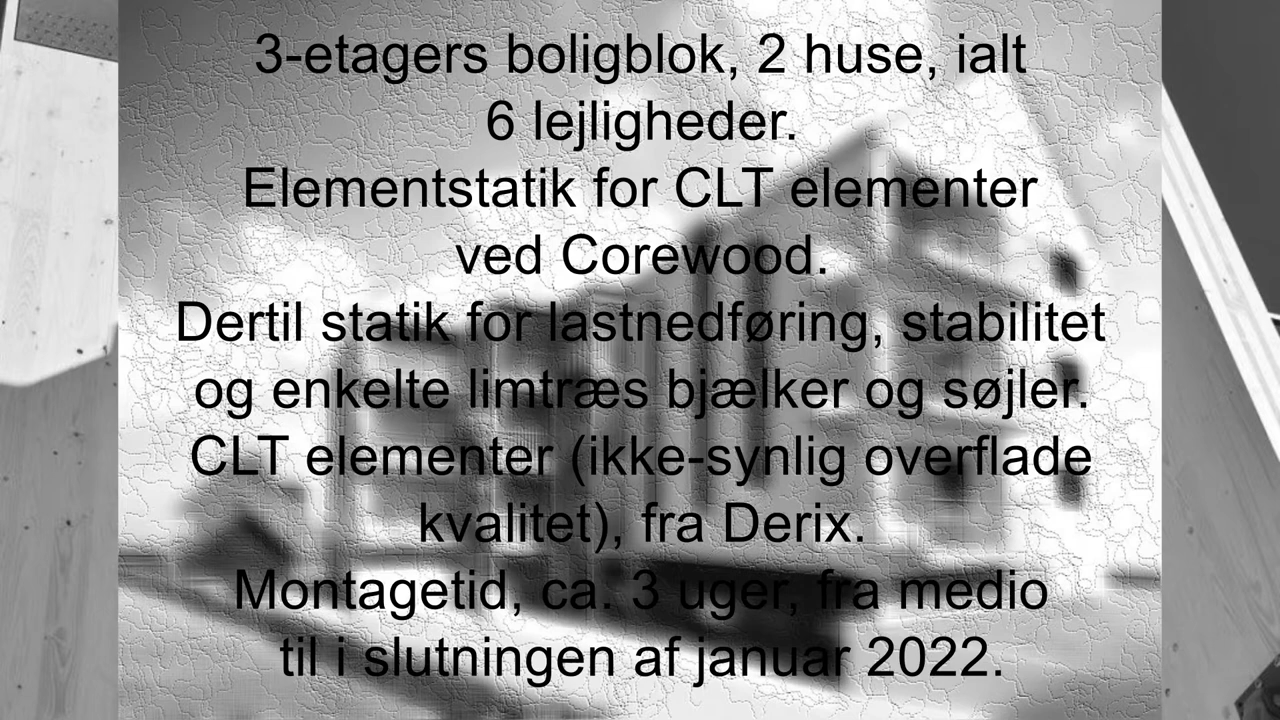 3-etagers boligblok, 2 huse, ialt
6 lejligheder.
Elementstatik for CLT elementer
ved Corewood.
Dertil statik for lastnedføring, stabilitet
og enkelte limtræs bjælker og søjler.
CLT elementer (ikke-synlig overflade
kvalitet), fra Derix.
Montagetid, ca. 3 uger, fra medio
til i slutningen af januar 2022.